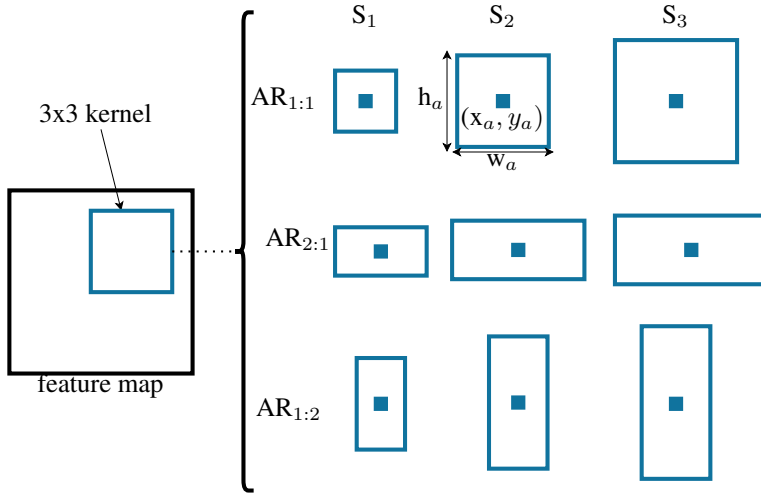 S₁ S₂ S₃
AR₁:₁
3x3 kernel
hₐ
(xₐ, yₐ)
wₐ
AR₂:₁
feature map
AR₁:₂